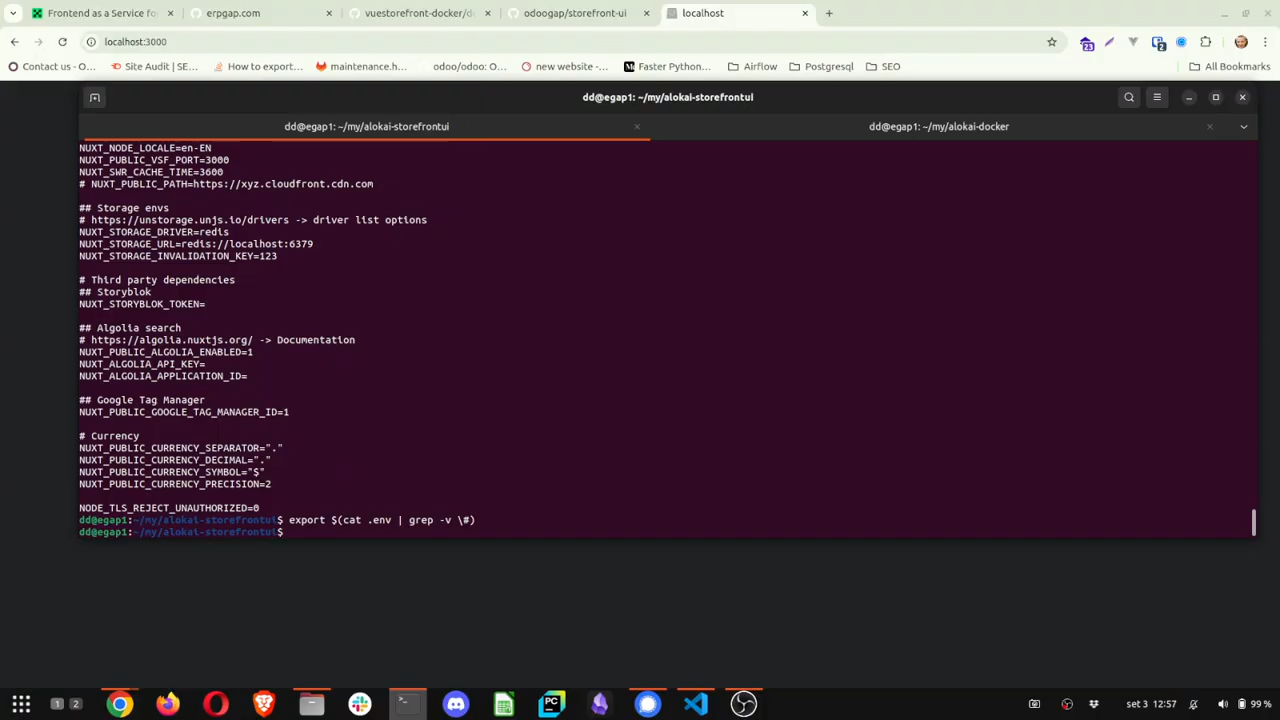 Frontend as a Service fo
erpgap.com
vuestorefront-docker/d
odoogap/storefront-ui
localhost
localhost:3000
23
2
Contact us - O...
Site Audit | SE...
How to export...
maintenance.h...
odoo/odoo: O...
new website -...
Faster Python...
Airflow
Postgresql
SEO
All Bookmarks
dd@egap1: ~/my/alokai-storefrontui
dd@egap1: ~/my/alokai-storefrontui
dd@egap1: ~/my/alokai-docker
NUXT_NODE_LOCALE=en-EN
NUXT_PUBLIC_VSF_PORT=3000
NUXT_SWR_CACHE_TIME=3600
# NUXT_PUBLIC_PATH=https://xyz.cloudfront.cdn.com
## Storage envs
# https://unstorage.unjs.io/drivers -> driver list options
NUXT_STORAGE_DRIVER=redis
NUXT_STORAGE_URL=redis://localhost:6379
NUXT_STORAGE_INVALIDATION_KEY=123
# Third party dependencies
## Storyblok
NUXT_STORYBLOK_TOKEN=
## Algolia search
# https://algolia.nuxtjs.org/ -> Documentation
NUXT_PUBLIC_ALGOLIA_ENABLED=1
NUXT_ALGOLIA_API_KEY=
NUXT_ALGOLIA_APPLICATION_ID=
## Google Tag Manager
NUXT_PUBLIC_GOOGLE_TAG_MANAGER_ID=1
# Currency
NUXT_PUBLIC_CURRENCY_SEPARATOR="."
NUXT_PUBLIC_CURRENCY_DECIMAL="."
NUXT_PUBLIC_CURRENCY_SYMBOL="$"
NUXT_PUBLIC_CURRENCY_PRECISION=2
NODE_TLS_REJECT_UNAUTHORIZED=0
dd@egap1:~/my/alokai-storefrontui$ export $(cat .env | grep -v \#)
dd@egap1:~/my/alokai-storefrontui$
1 2
PC
set 3 12:57
99 %